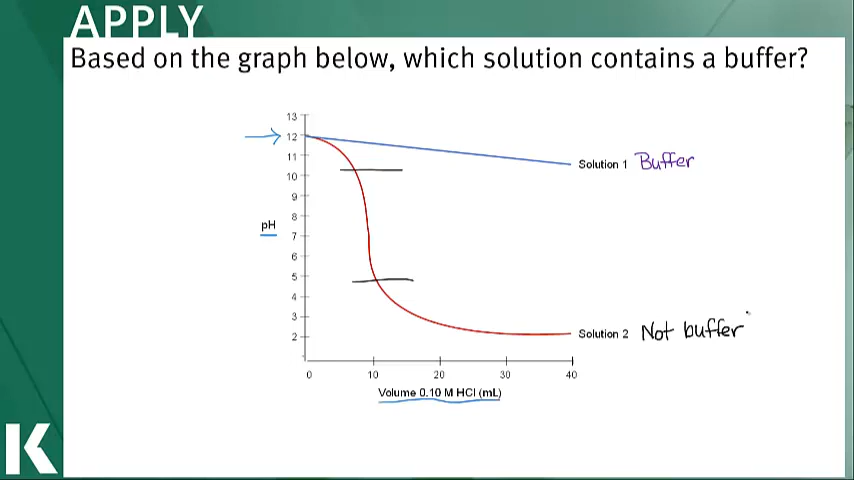 APPLY
Based on the graph below, which solution contains a buffer?
13
12
11
10
9
8
7
6
5
4
3
2
pH
Solution 1 Buffer
Solution 2 Not buffer
0 10 20 30 40
Volume 0.10 M HCl (mL)
K